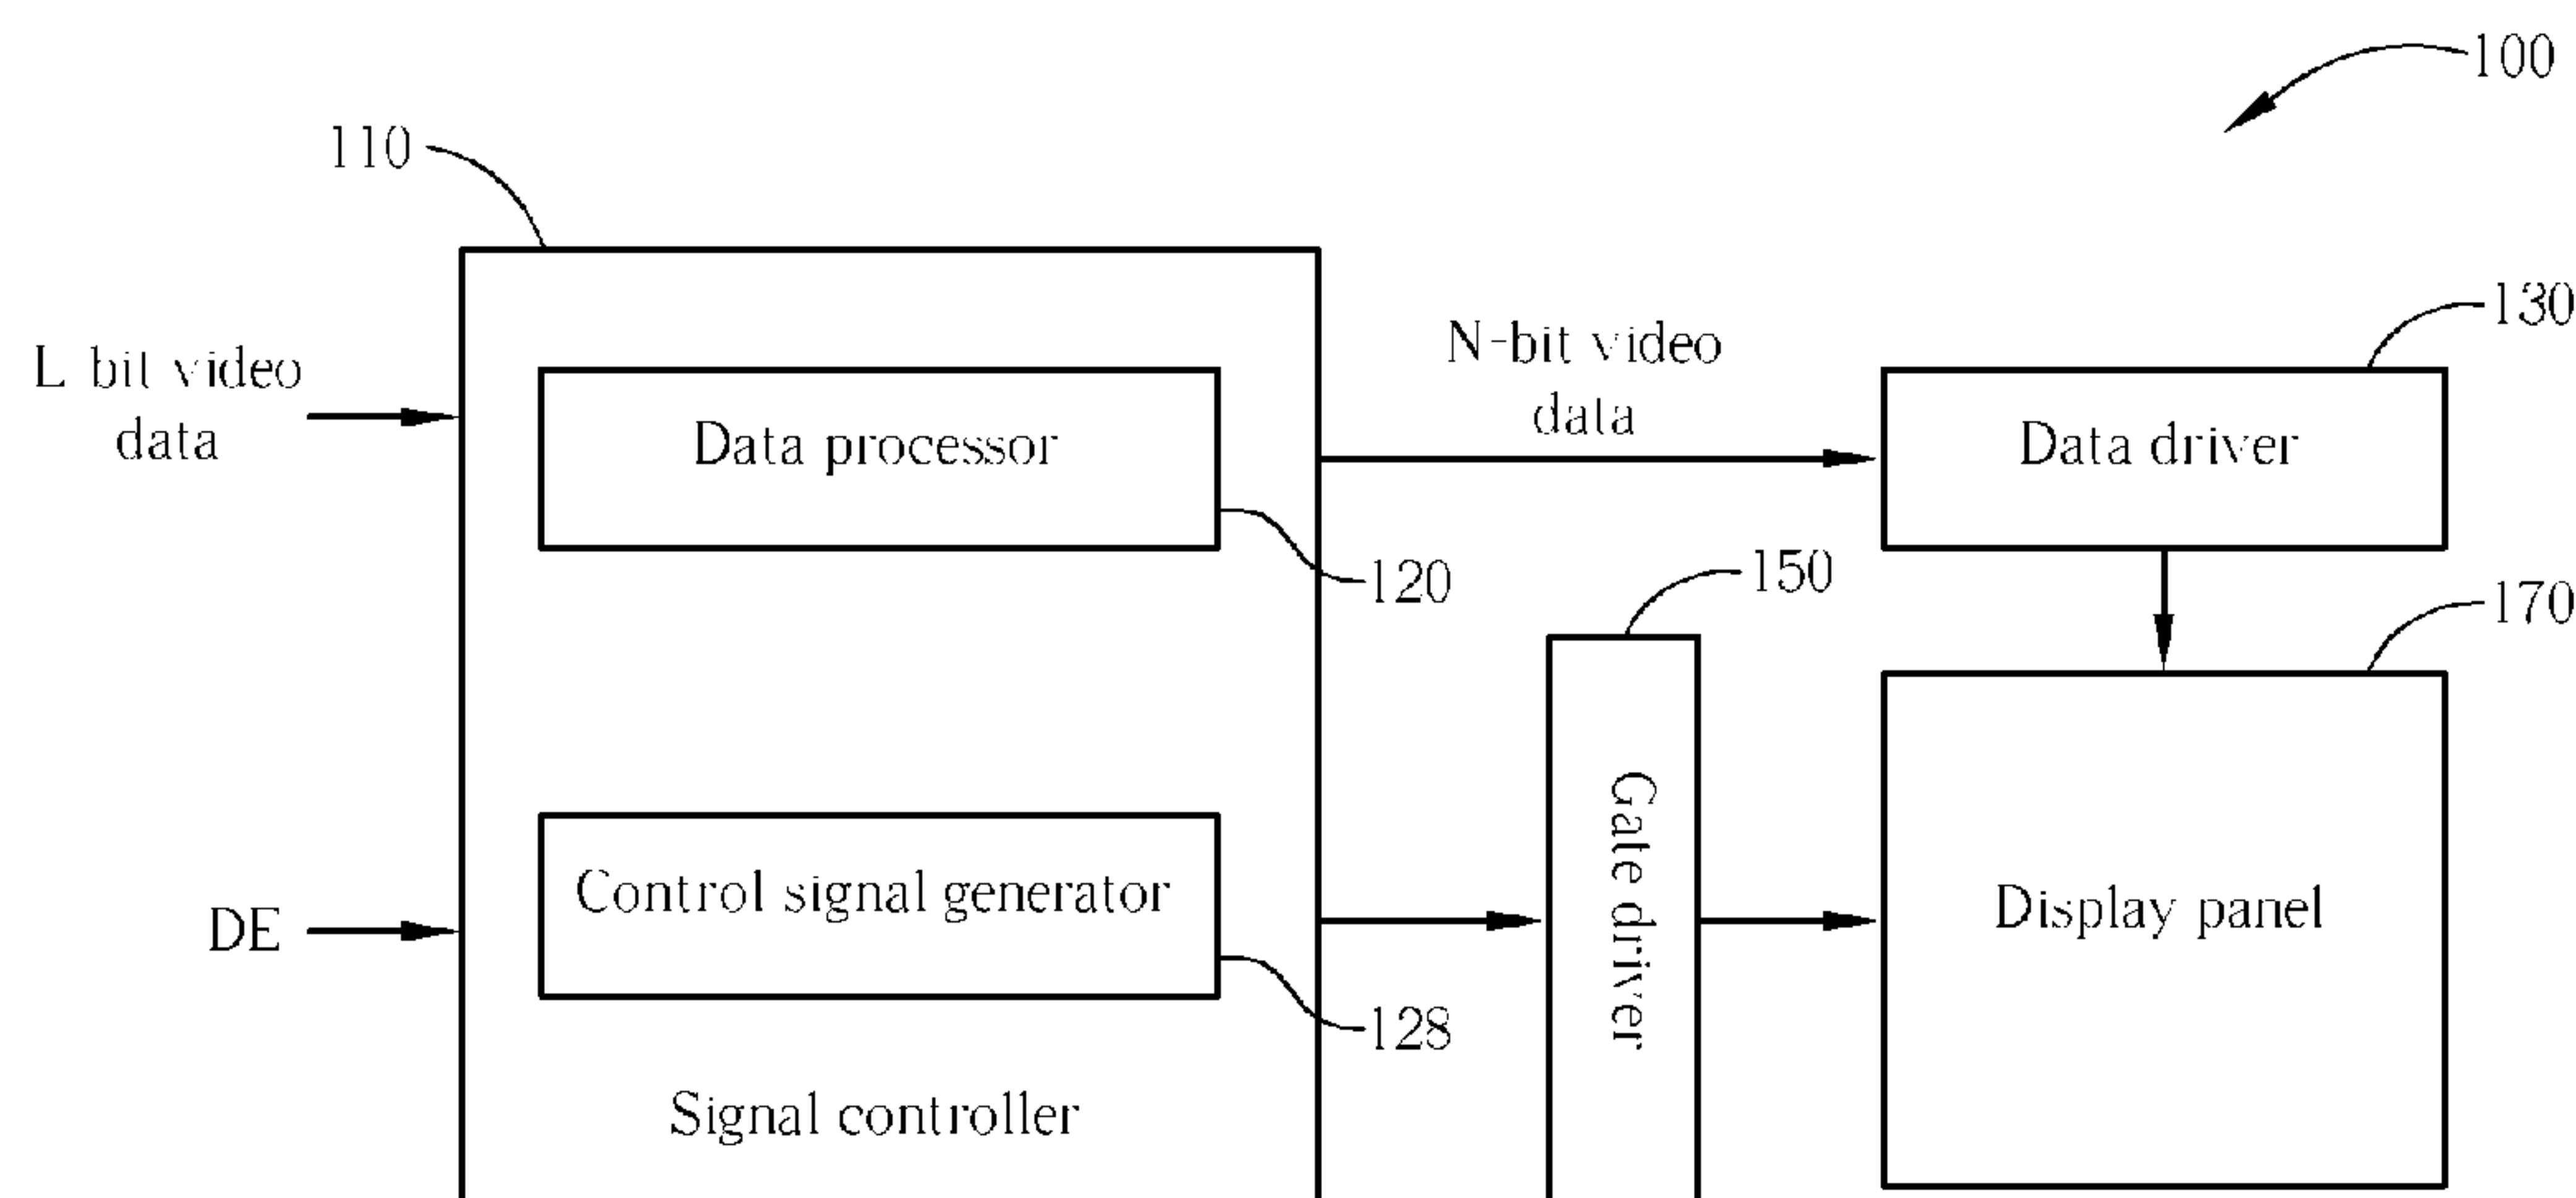 100
110
130
L bit video
data
N-bit video
data
Data processor
Data driver
120
150
170
Gate driver
Control signal generator
Display panel
DE
128
Signal controller